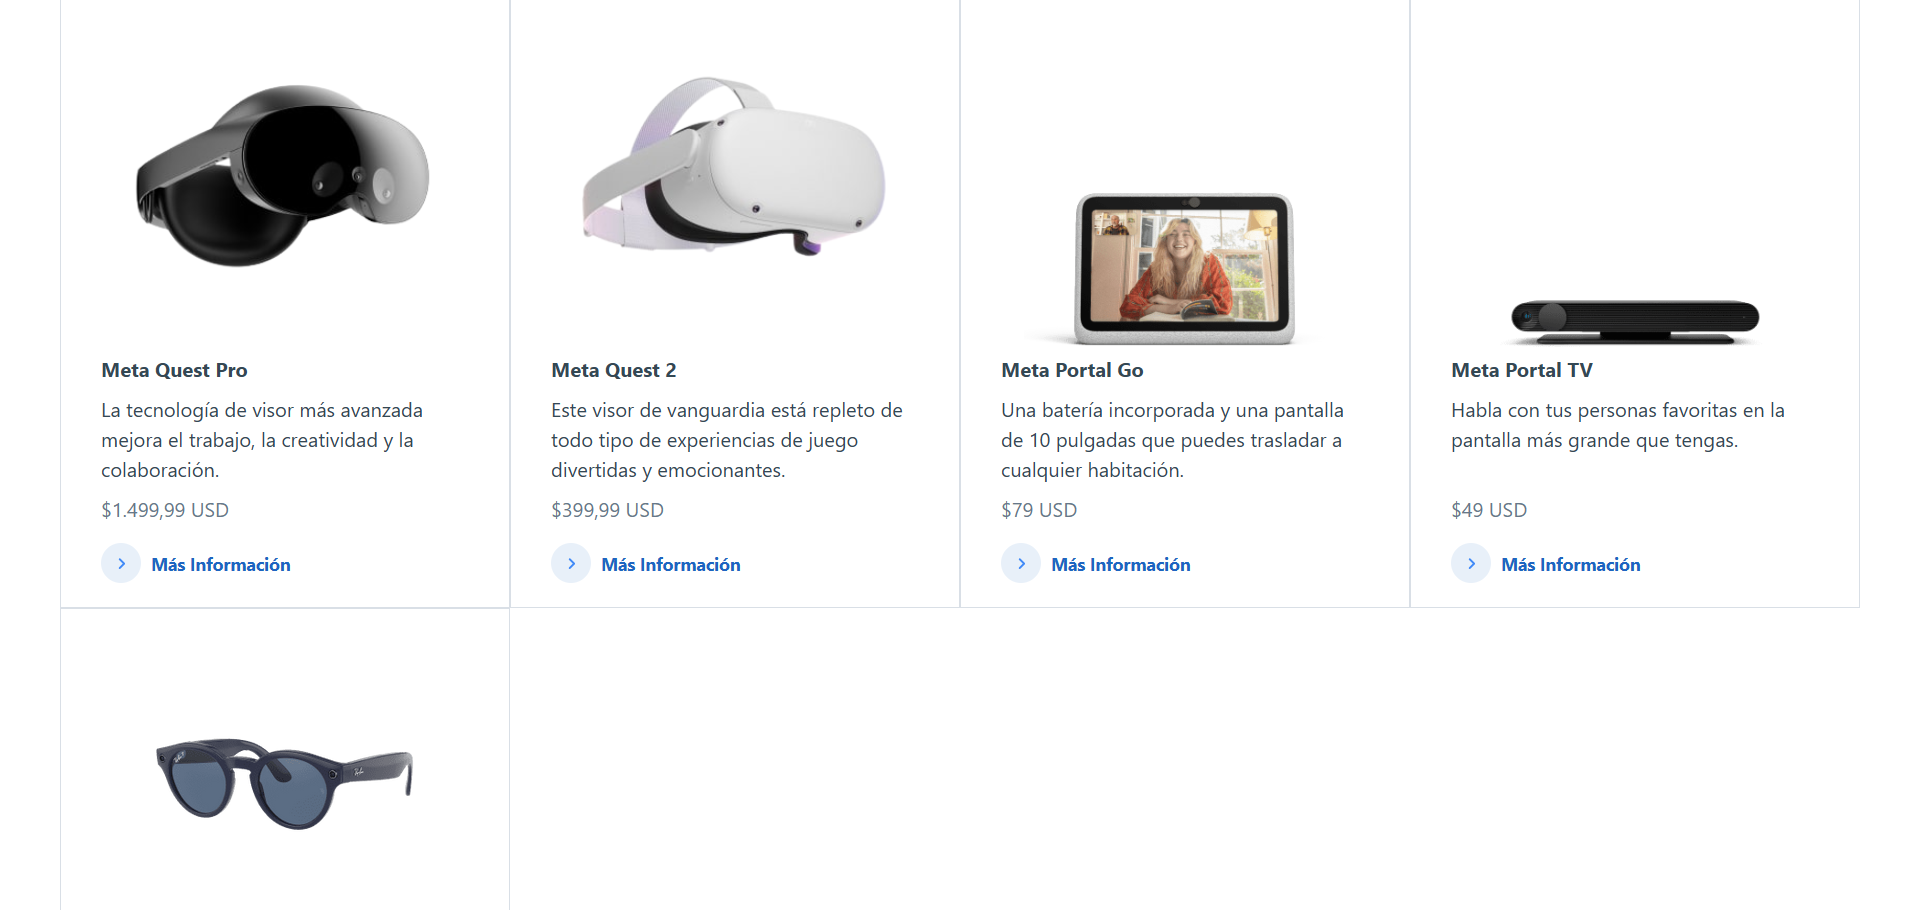 Meta Quest Pro
La tecnología de visor más avanzada
mejora el trabajo, la creatividad y la
colaboración.
$1.499,99 USD
Más Información
Meta Quest 2
Este visor de vanguardia está repleto de
todo tipo de experiencias de juego
divertidas y emocionantes.
$399,99 USD
Más Información
Meta Portal Go
Una batería incorporada y una pantalla
de 10 pulgadas que puedes trasladar a
cualquier habitación.
$79 USD
Más Información
Meta Portal TV
Habla con tus personas favoritas en la
pantalla más grande que tengas.
$49 USD
Más Información